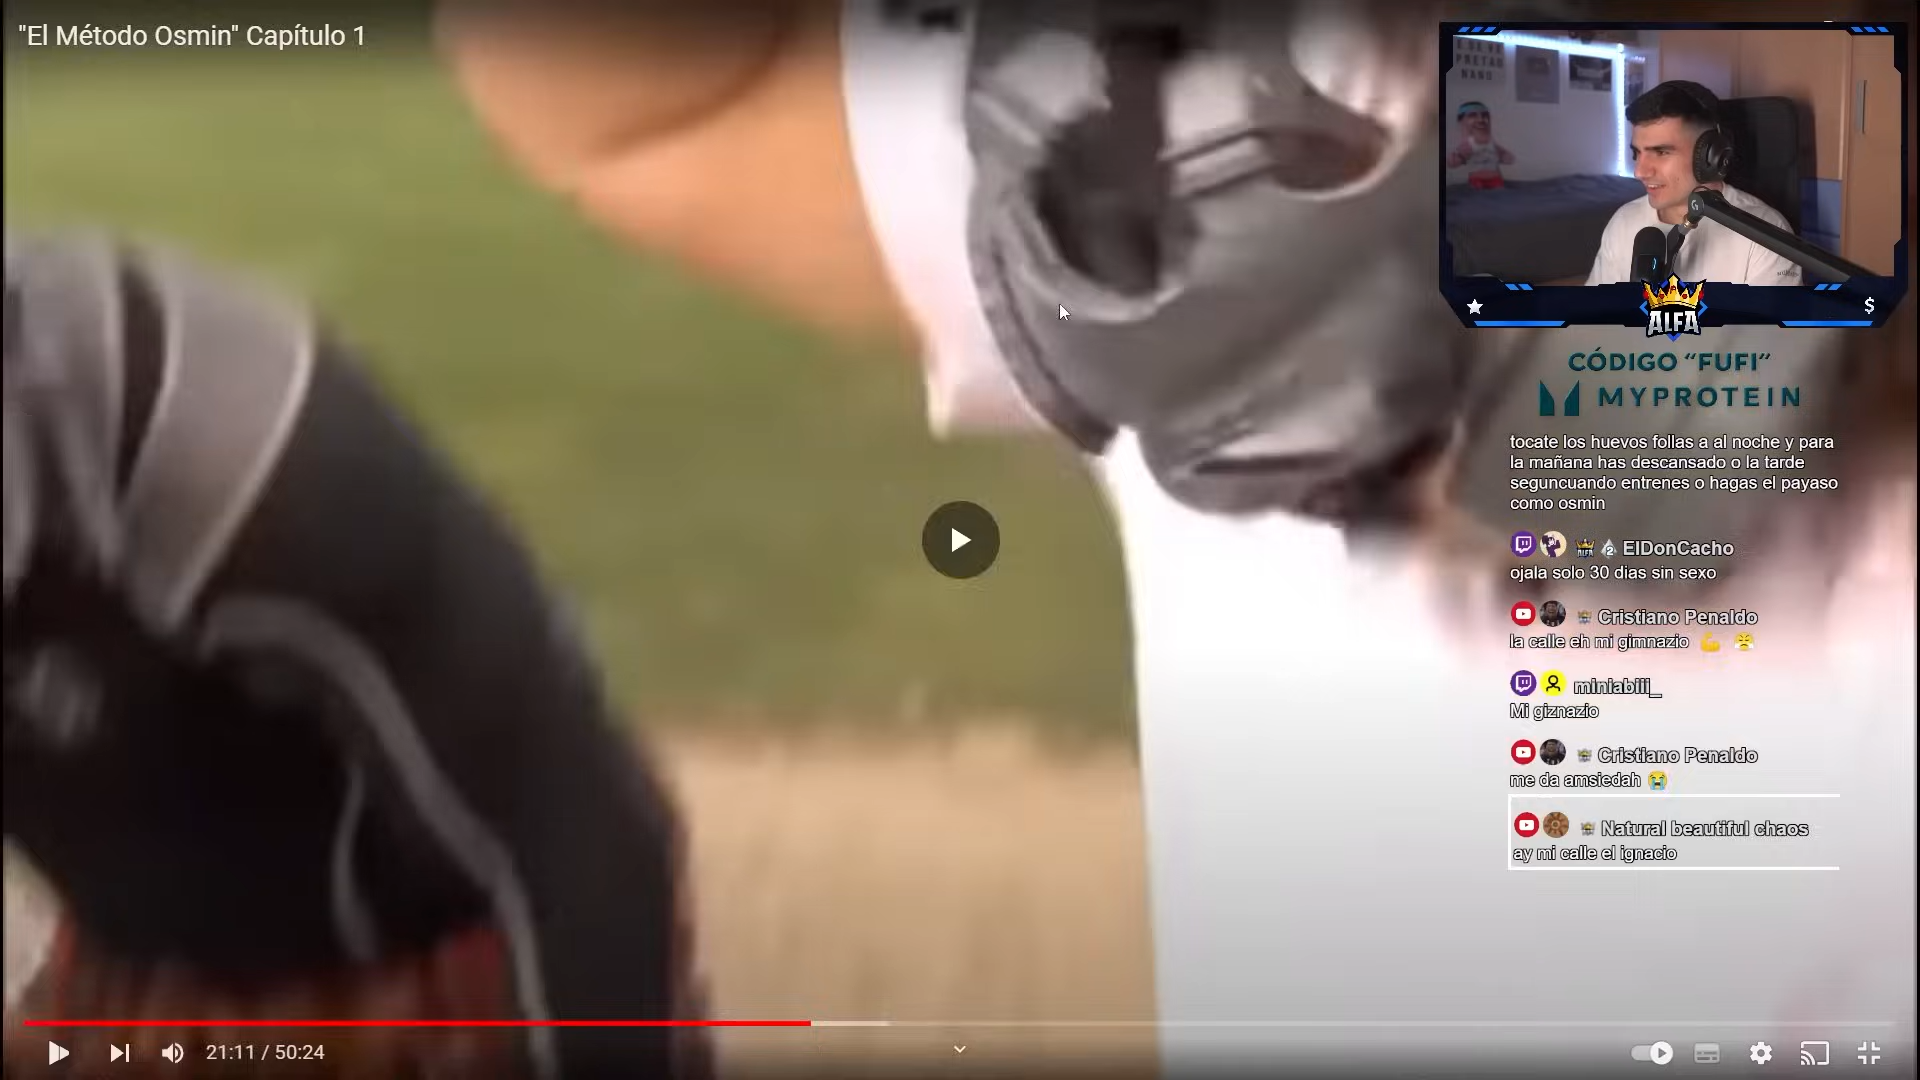 "El Método Osmin" Capítulo 1
PRETAO
NANO
ALFA
$
CÓDIGO "FUFI"
MYPROTEIN
tocate los huevos follas a al noche y para
la mañana has descansado o la tarde
seguncuando entrenes o hagas el payaso
como osmin
ElDonCacho
ojala solo 30 dias sin sexo
Cristiano Penaldo
la calle eh mi gimnazio 💪 😤
miniabiii_
Mi giznazio
Cristiano Penaldo
me da amsiedah 😭
Natural beautiful chaos
ay mi calle el ignacio
21:11 / 50:24